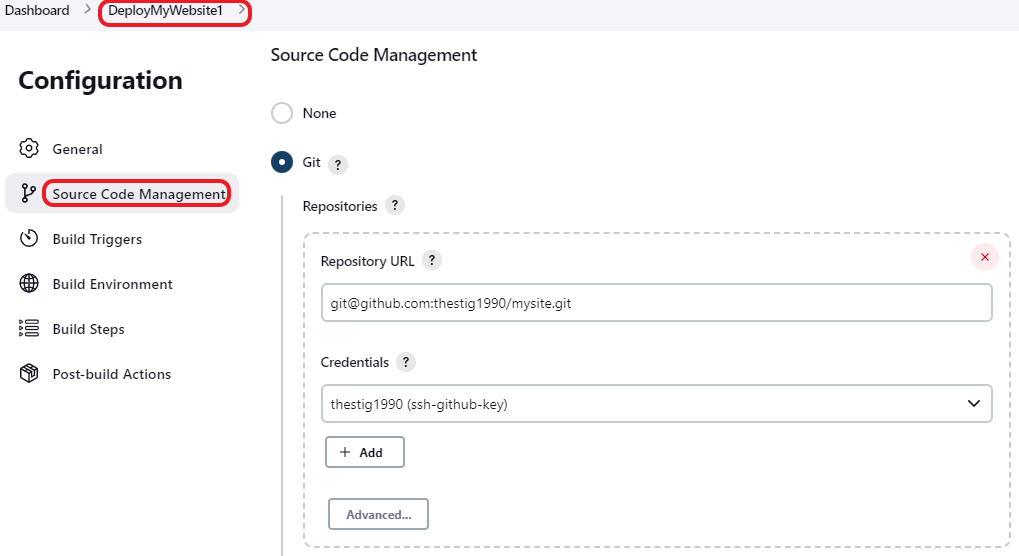 Dashboard > DeployMyWebsite1 >
Configuration
General
Source Code Management
Build Triggers
Build Environment
Build Steps
Post-build Actions
Source Code Management
None
Git ?
Repositories ?
Repository URL ?
git@github.com:thestig1990/mysite.git
Credentials ?
thestig1990 (ssh-github-key)
+ Add
Advanced...